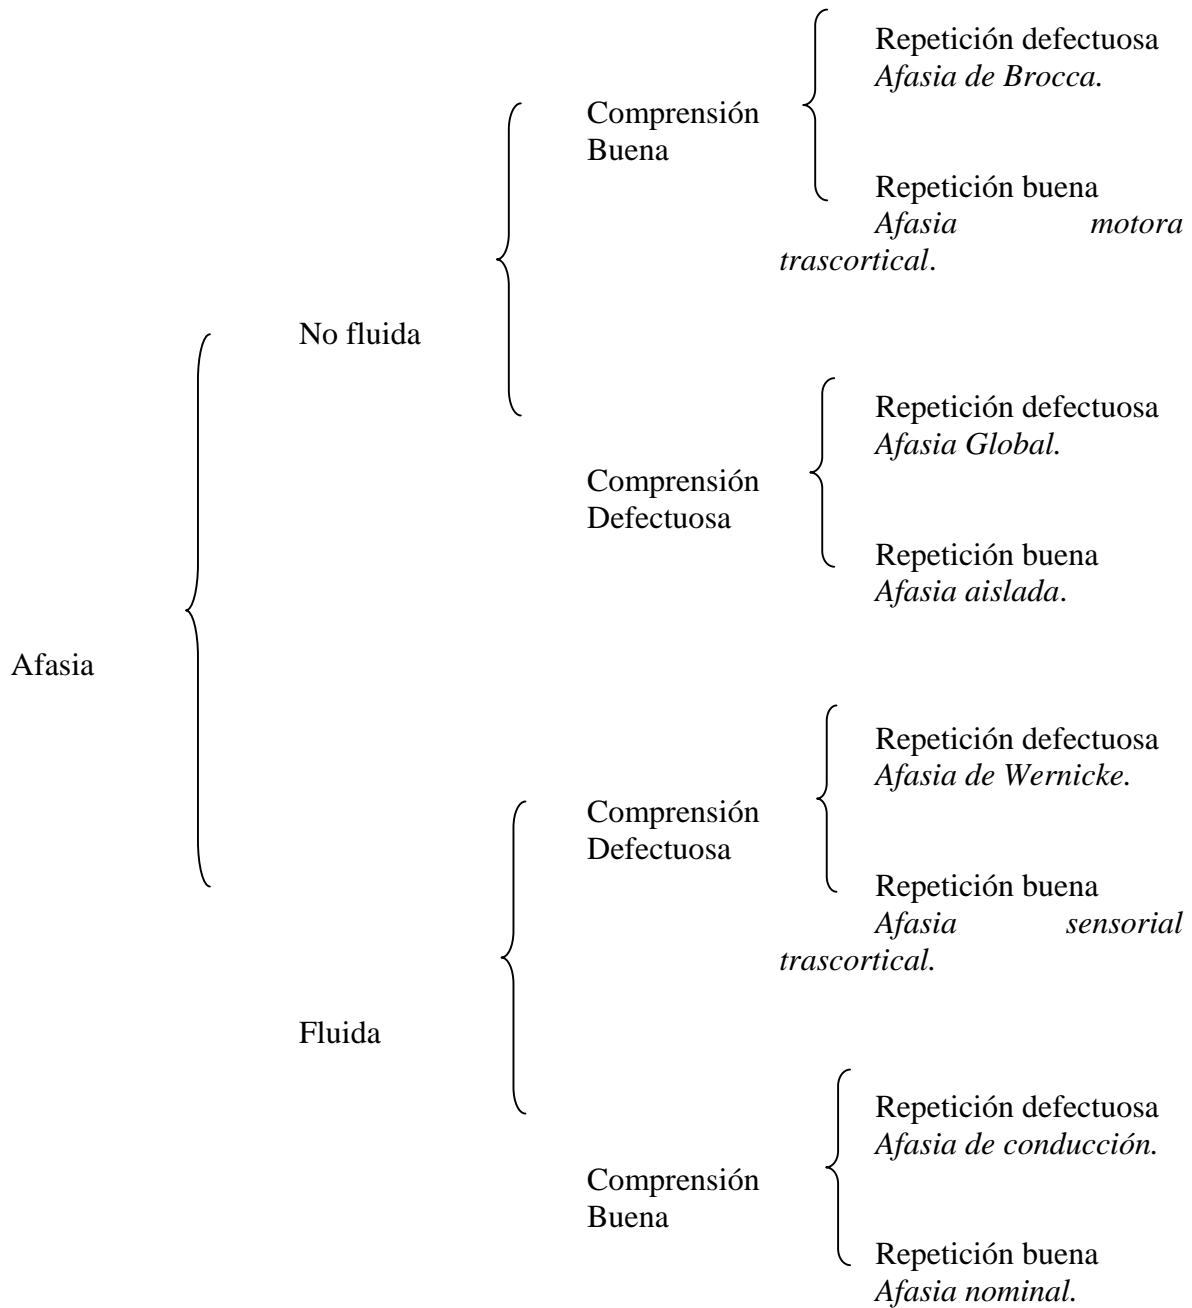 Repetición defectuosa
Afasia de Brocca.
Comprensión
Buena
Repetición buena
Afasia motora
trascortical.
No fluida
Repetición defectuosa
Afasia Global.
Comprensión
Defectuosa
Repetición buena
Afasia aislada.
Afasia
Repetición defectuosa
Afasia de Wernicke.
Comprensión
Defectuosa
Repetición buena
Afasia sensorial
trascortical.
Fluida
Repetición defectuosa
Afasia de conducción.
Comprensión
Buena
Repetición buena
Afasia nominal.